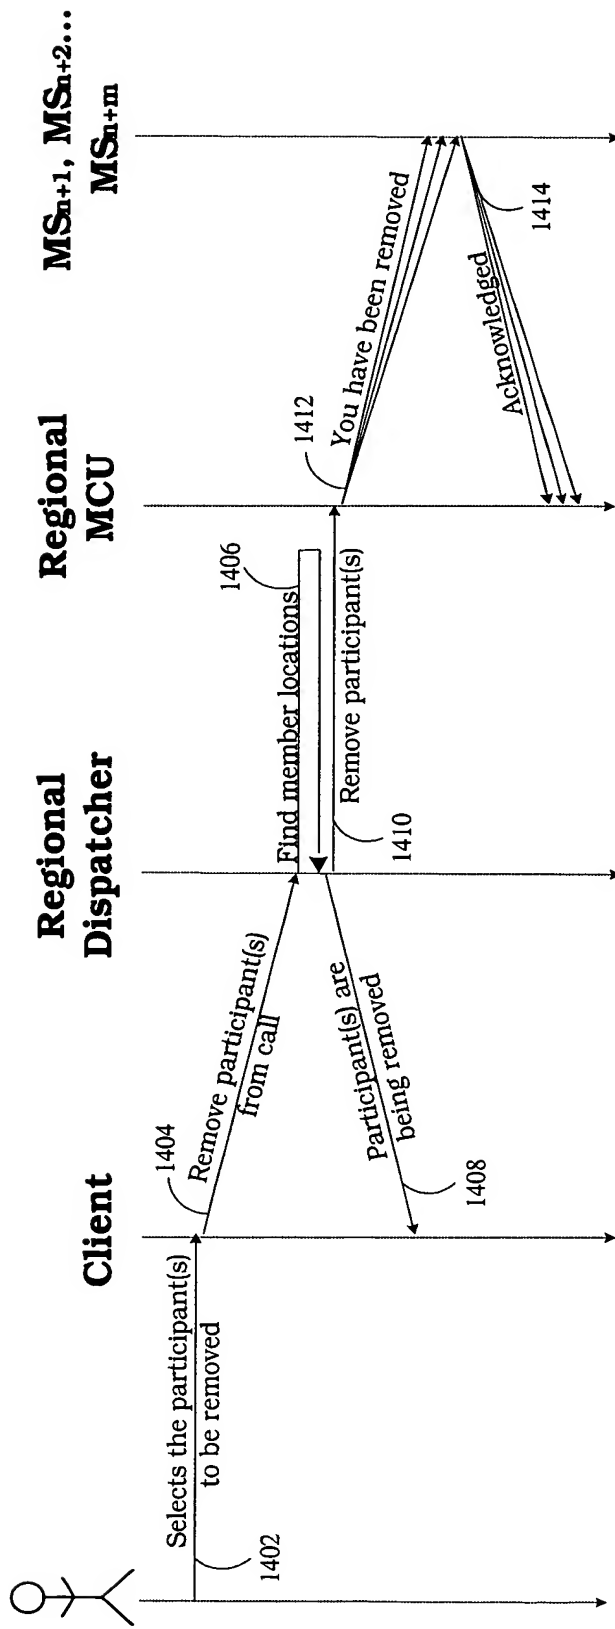 Client
Regional
Dispatcher
Regional
MCU
MSn+1, MSn+2...
MSn+m
Selects the participant(s)
to be removed
1402
1404
Remove participant(s)
from call
Find member locations
1406
Participant(s) are
being removed
1408
Remove participant(s)
1410
1412
You have been removed
Acknowledged
1414